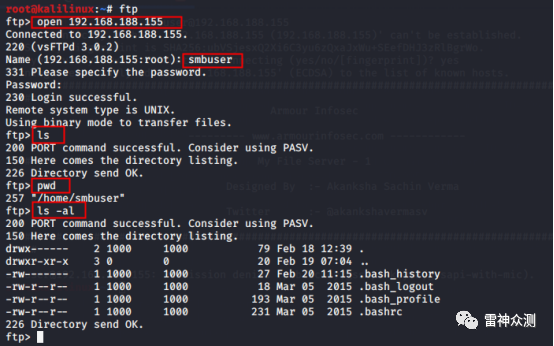 root@kalilinux:~# ftp
ftp> open 192.168.188.155
Connected to 192.168.188.155.
220 (vsFTPd 3.0.2)
Name (192.168.188.155:root): smbuser
331 Please specify the password.
Password:
230 Login successful.
Remote system type is UNIX.
Using binary mode to transfer files.
ftp> ls
200 PORT command successful. Consider using PASV.
150 Here comes the directory listing.
226 Directory send OK.
ftp> pwd
257 "/home/smbuser"
ftp> ls -al
200 PORT command successful. Consider using PASV.
150 Here comes the directory listing.
drwx------ 2 1000 1000 79 Feb 18 12:39 .
drwxr-xr-x 3 0 0 20 Feb 19 07:04 ..
-rw------- 1 1000 1000 27 Feb 20 11:15 .bash_history
-rw-r--r-- 1 1000 1000 18 Mar 05 2015 .bash_logout
-rw-r--r-- 1 1000 1000 193 Mar 05 2015 .bash_profile
-rw-r--r-- 1 1000 1000 231 Mar 05 2015 .bashrc
226 Directory send OK.
ftp>
雷神众测